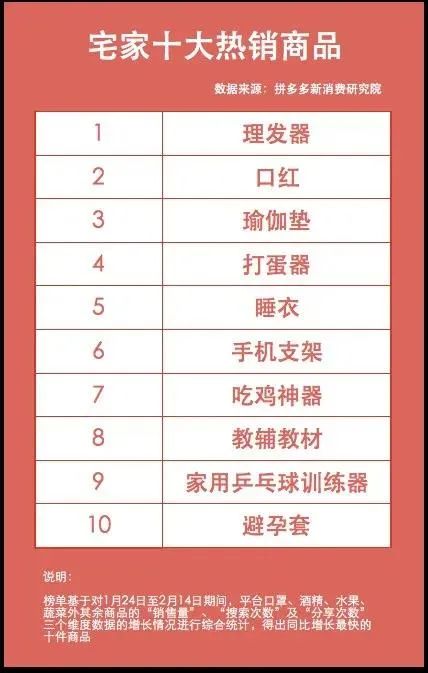 宅家十大热销商品
数据来源：拼多多新消费研究院
1 理发器
2 口红
3 瑜伽垫
4 打蛋器
5 睡衣
6 手机支架
7 吃鸡神器
8 教辅教材
9 家用乒乓球训练器
10 避孕套
说明：
榜单基于对1月24日至2月14日期间，平台口罩、酒精、水果、
蔬菜外其余商品的“销售量”、“搜索次数”及“分享次数”
三个维度数据的增长情况进行综合统计，得出同比增长最快的
十件商品